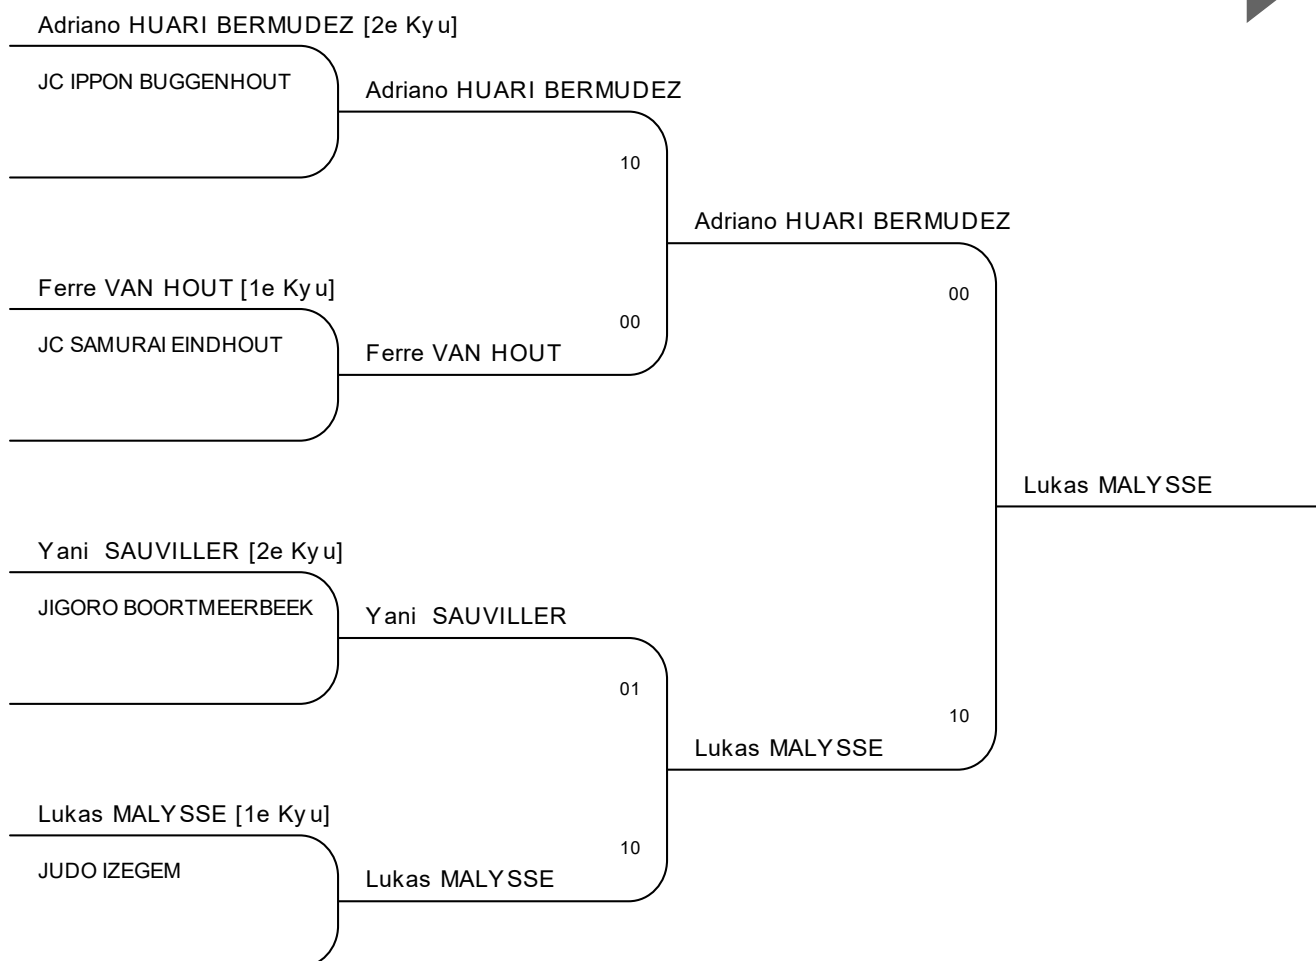 Adriano HUARI BERMUDEZ [2e Kyu]
JC IPPON BUGGENHOUT
Adriano HUARI BERMUDEZ
10
Adriano HUARI BERMUDEZ
00
Ferre VAN HOUT [1e Kyu]
00
JC SAMURAI EINDHOUT
Ferre VAN HOUT
Lukas MALYSSE
Yani SAUVILLER [2e Kyu]
JIGORO BOORTMEERBEEK
Yani SAUVILLER
01
10
Lukas MALYSSE
Lukas MALYSSE [1e Kyu]
10
JUDO IZEGEM
Lukas MALYSSE